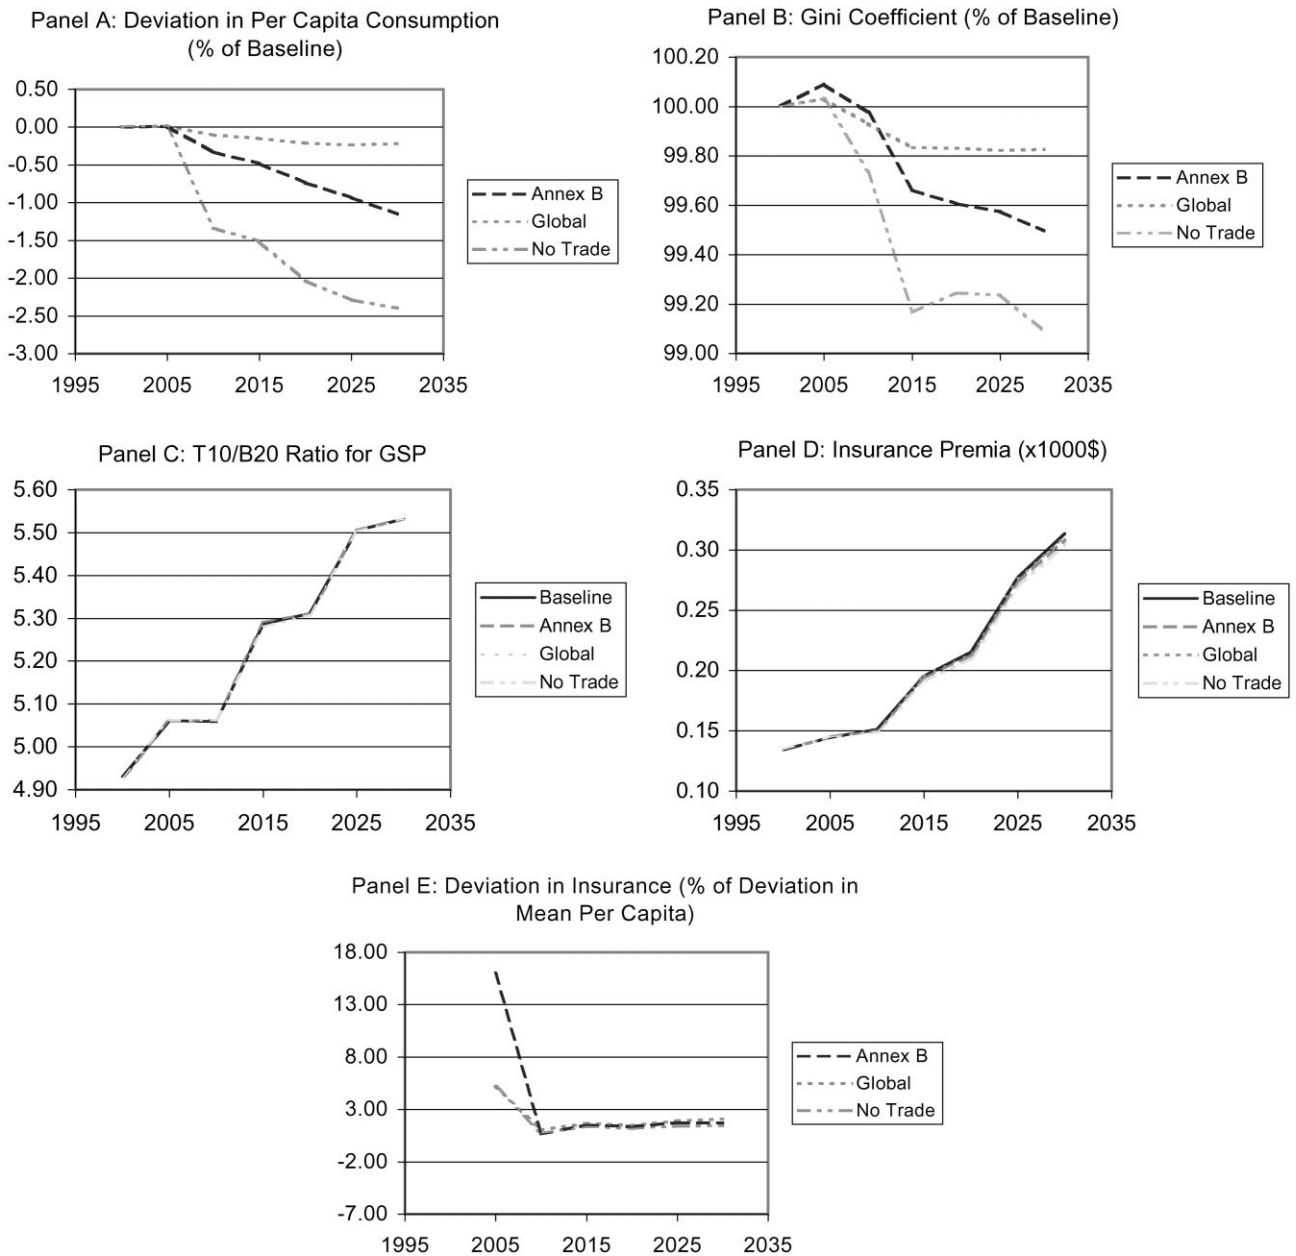 Panel A: Deviation in Per Capita Consumption
(% of Baseline)
0.50
0.00
-0.50
-1.00
-1.50
-2.00
-2.50
-3.00
1995 2005 2015 2025 2035
Annex B
Global
No Trade
Panel B: Gini Coefficient (% of Baseline)
100.20
100.00
99.80
99.60
99.40
99.20
99.00
1995 2005 2015 2025 2035
Annex B
Global
No Trade
Panel C: T10/B20 Ratio for GSP
5.60
5.50
5.40
5.30
5.20
5.10
5.00
4.90
1995 2005 2015 2025 2035
Baseline
Annex B
Global
No Trade
Panel D: Insurance Premia (x1000$)
0.35
0.30
0.25
0.20
0.15
0.10
1995 2005 2015 2025 2035
Baseline
Annex B
Global
No Trade
Panel E: Deviation in Insurance (% of Deviation in
Mean Per Capita)
18.00
13.00
8.00
3.00
-2.00
-7.00
1995 2005 2015 2025 2035
Annex B
Global
No Trade